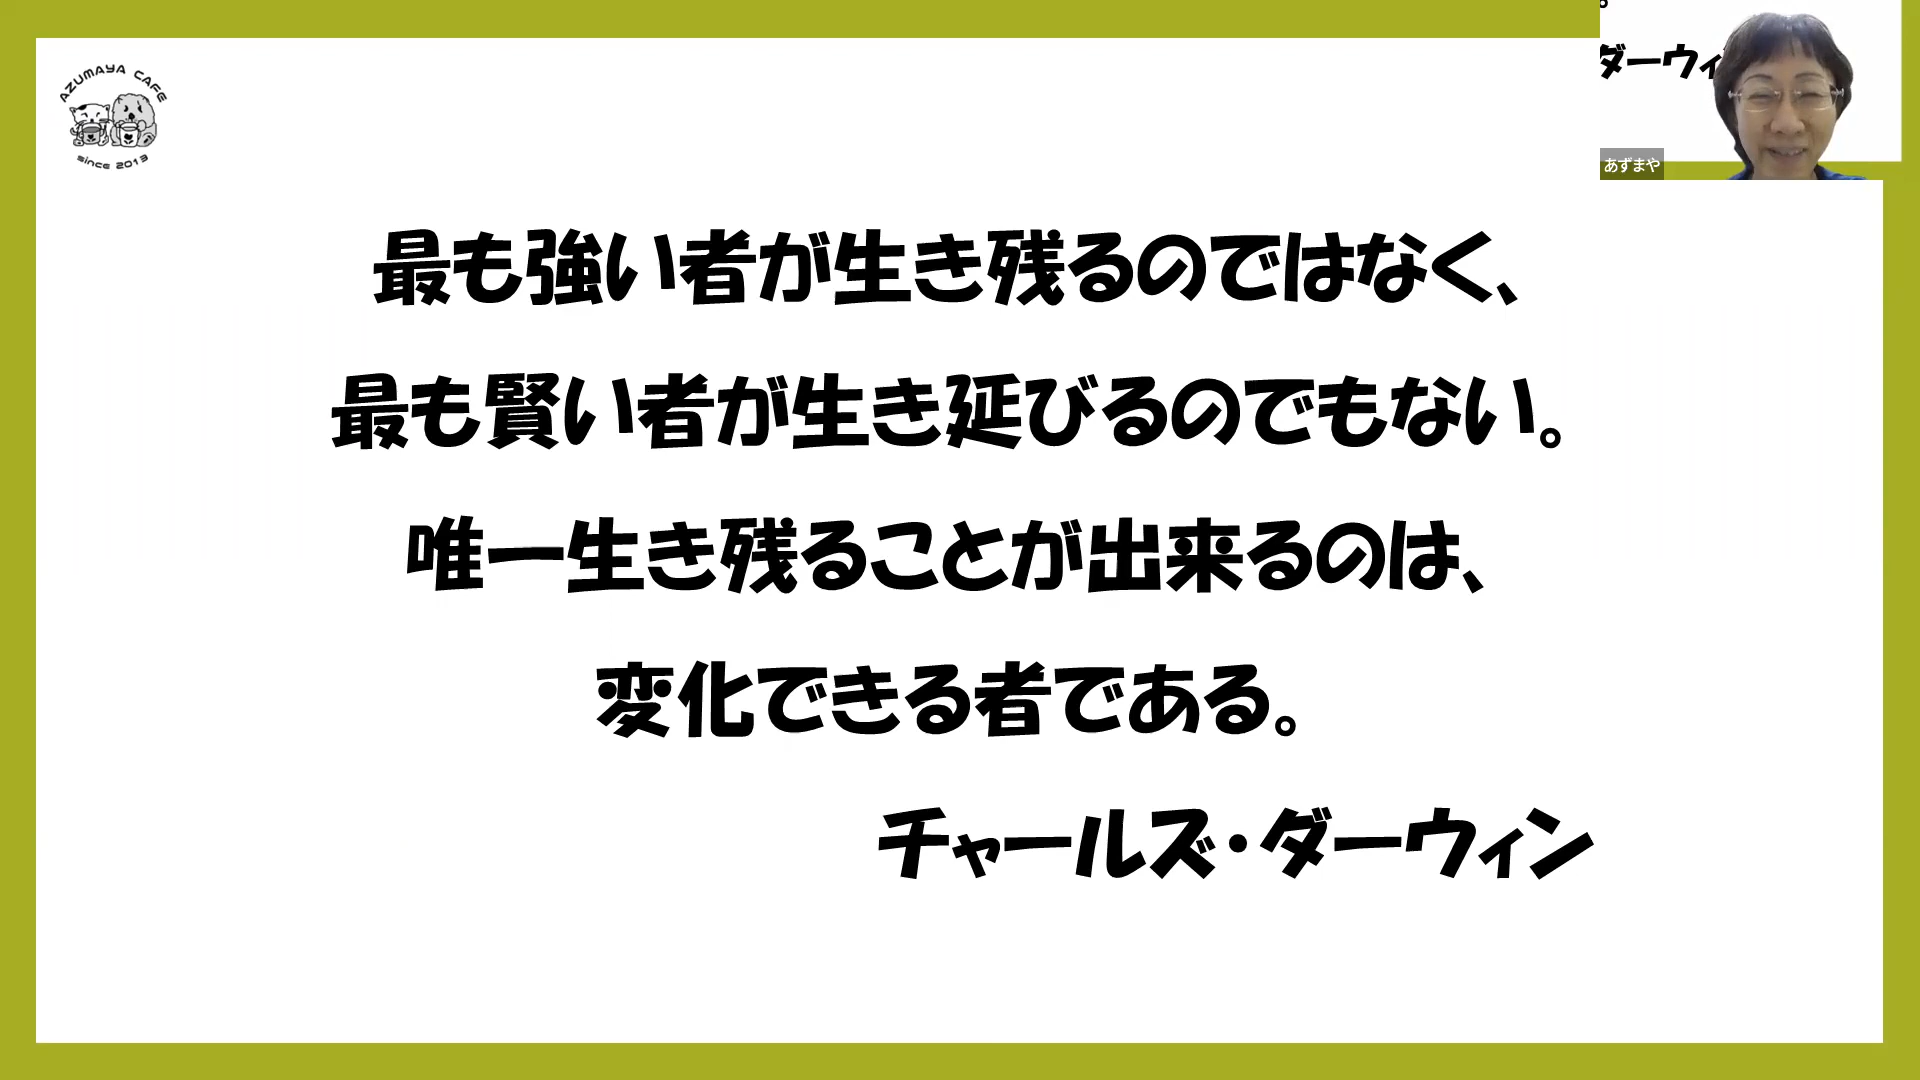 AZUMAYA CAFE
since 2013
ダーウィ
あずまや
最も強い者が生き残るのではなく、
最も賢い者が生き延びるのでもない。
唯一生き残ることが出来るのは、
変化できる者である。
チャールズ・ダーウィン